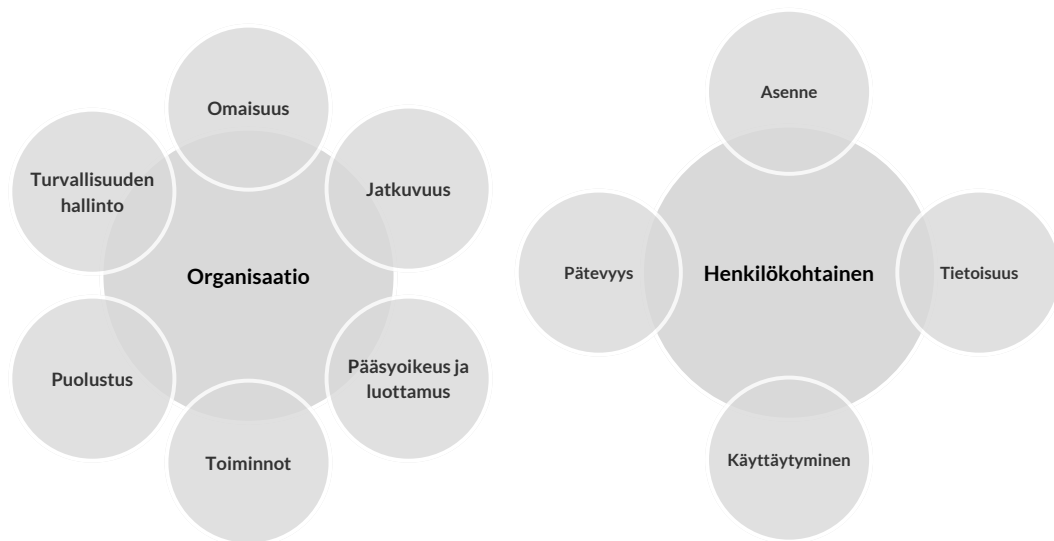 Omaisuus
Turvallisuuden
hallinto
Jatkuvuus
Organisaatio
Puolustus
Pääsyoikeus ja
luottamus
Toiminnot
Asenne
Pätevyys
Henkilökohtainen
Tietoisuus
Käyttäytyminen